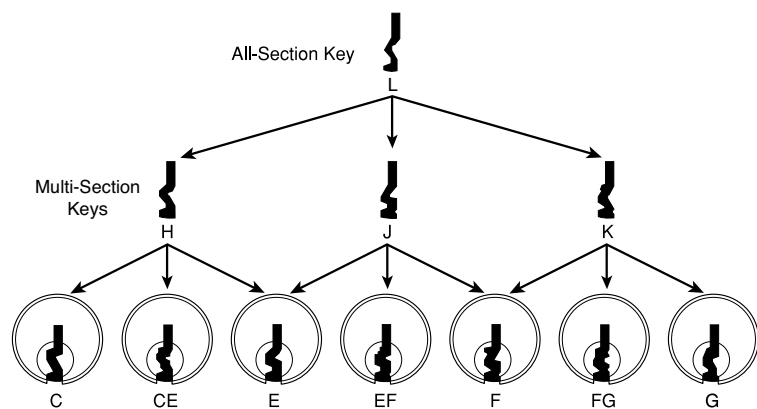 All-Section Key
L
Multi-Section
Keys
H
J
K
C
CE
E
EF
F
FG
G